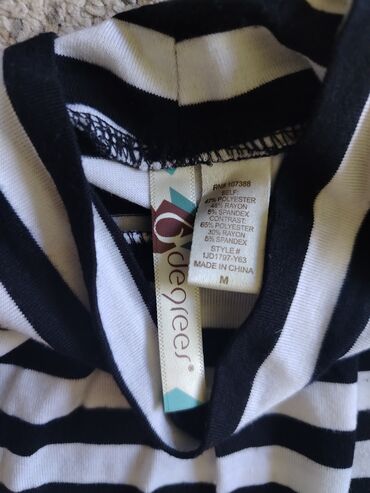 6degrees®
RN# 107388
SELF:
47% POLYESTER
48% RAYON
5% SPANDEX
CONTRAST:
65% POLYESTER
30% RAYON
5% SPANDEX
STYLE #
1JD1797-Y63
MADE IN CHINA
M